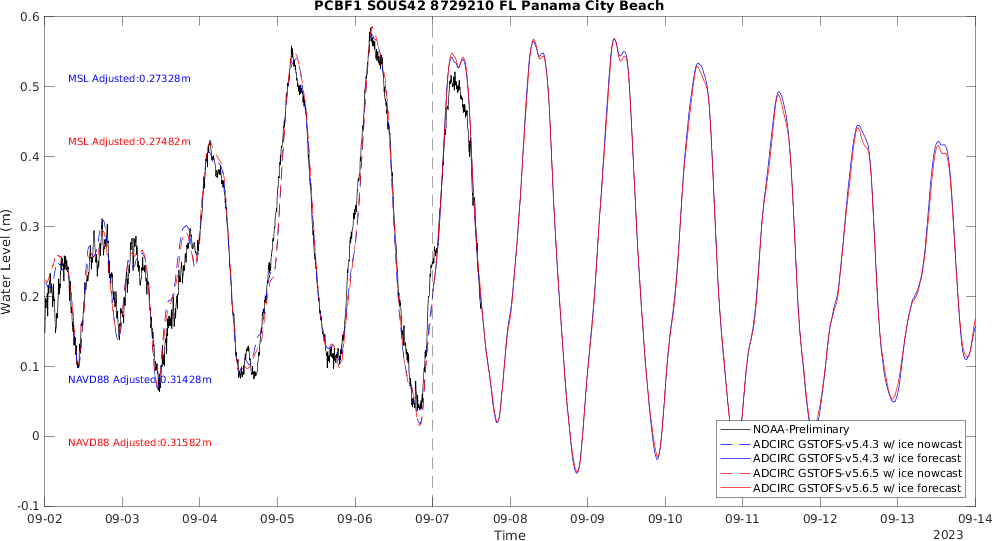 PCBF1 SOUS42 8729210 FL Panama City Beach
0.6
0.5
0.4
0.3
0.2
0.1
0
-0.1
Water Level (m)
MSL Adjusted:0.27328m
MSL Adjusted:0.27482m
NAVD88 Adjusted:0.31428m
NAVD88 Adjusted:0.31582m
NOAA-Preliminary
ADCIRC GSTOFS-v5.4.3 w/ ice nowcast
ADCIRC GSTOFS-v5.4.3 w/ ice forecast
ADCIRC GSTOFS-v5.6.5 w/ ice nowcast
ADCIRC GSTOFS-v5.6.5 w/ ice forecast
09-02 09-03 09-04 09-05 09-06 09-07 09-08 09-09 09-10 09-11 09-12 09-13 09-14
Time
2023